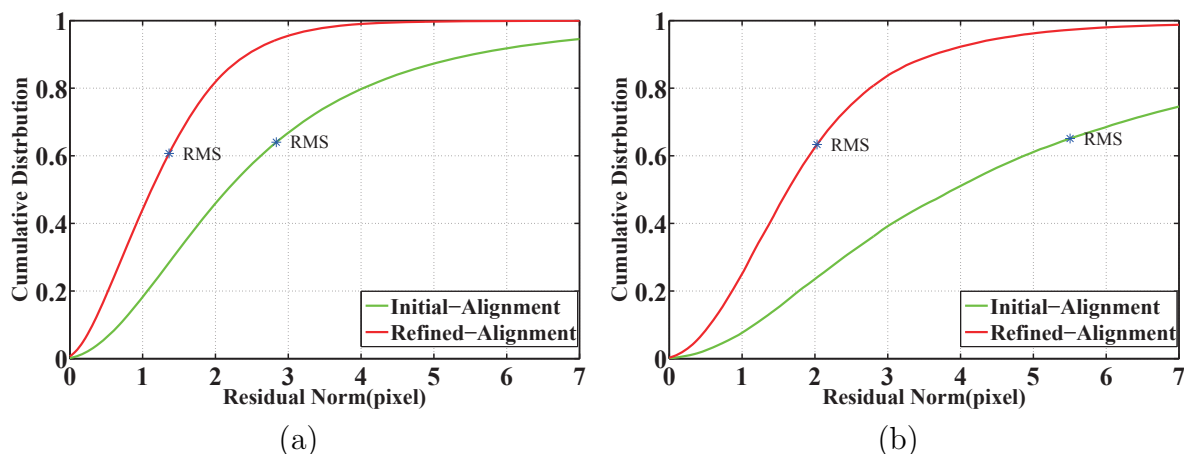 1
0.8
0.6
0.4
0.2
0
Cumulative Distrbution
RMS
RMS
Initial−Alignment
Refined−Alignment
0 1 2 3 4 5 6 7
Residual Norm(pixel)
(a)
1
0.8
0.6
0.4
0.2
0
Cumulative Distrbution
RMS
RMS
Initial−Alignment
Refined−Alignment
0 1 2 3 4 5 6 7
Residual Norm(pixel)
(b)